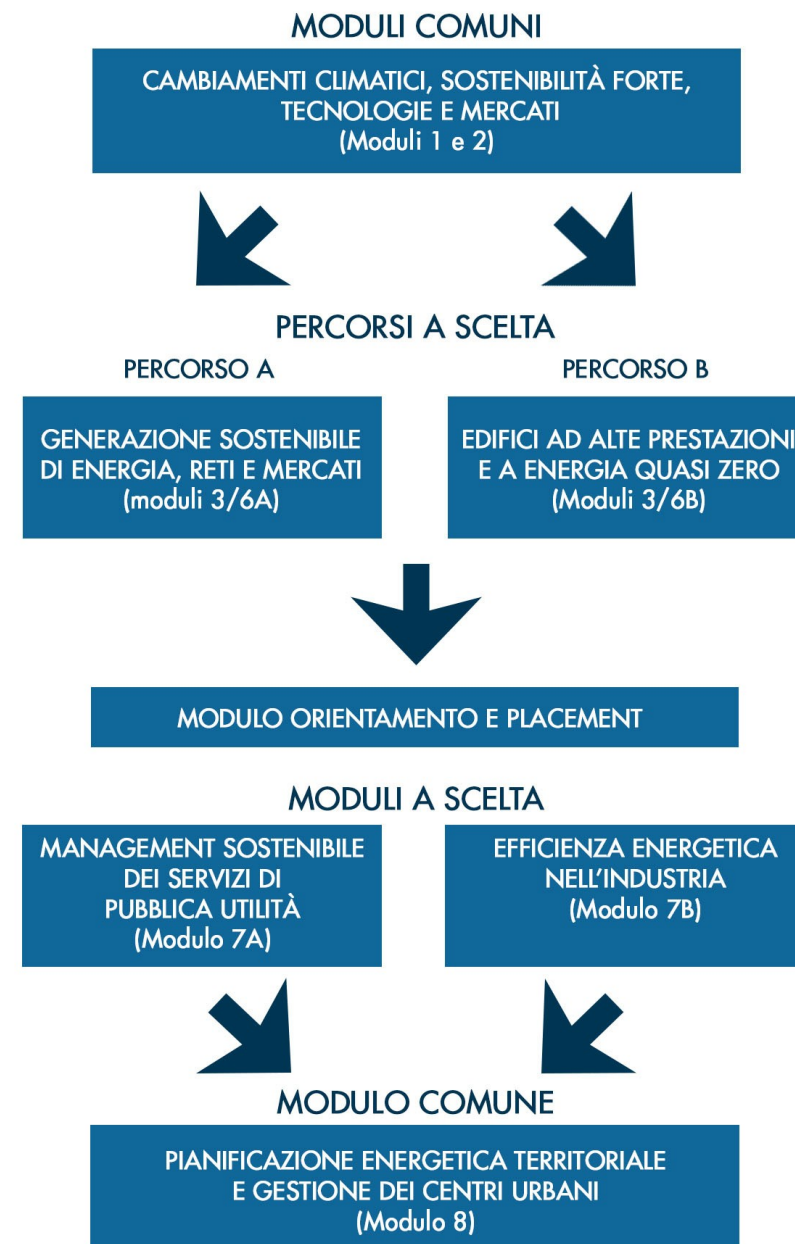 MODULI COMUNI
CAMBIAMENTI CLIMATICI, SOSTENIBILITÀ FORTE,
TECNOLOGIE E MERCATI
(Moduli 1 e 2)
PERCORSI A SCELTA
PERCORSO A
GENERAZIONE SOSTENIBILE
DI ENERGIA, RETI E MERCATI
(moduli 3/6A)
PERCORSO B
EDIFICI AD ALTE PRESTAZIONI
E A ENERGIA QUASI ZERO
(Moduli 3/6B)
MODULO ORIENTAMENTO E PLACEMENT
MODULI A SCELTA
MANAGEMENT SOSTENIBILE
DEI SERVIZI DI
PUBBLICA UTILITÀ
(Modulo 7A)
EFFICIENZA ENERGETICA
NELL'INDUSTRIA
(Modulo 7B)
MODULO COMUNE
PIANIFICAZIONE ENERGETICA TERRITORIALE
E GESTIONE DEI CENTRI URBANI
(Modulo 8)